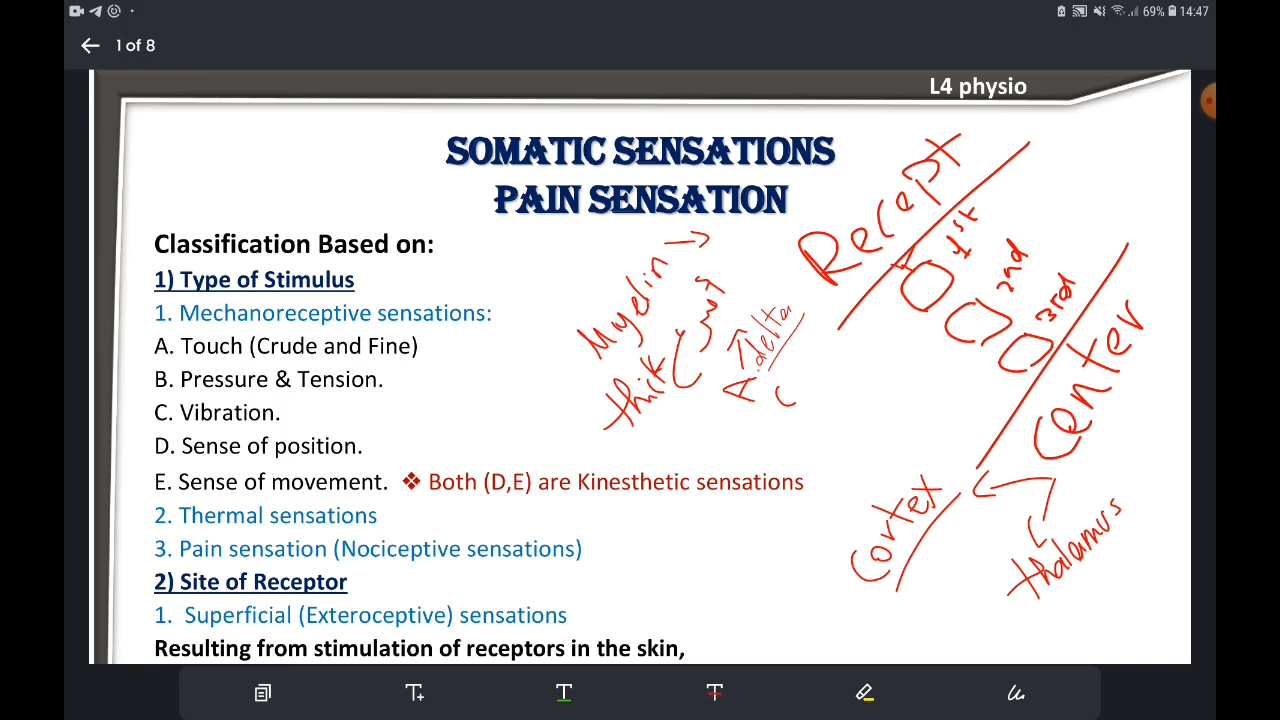 69% 14:47
1 of 8
L4 physio
SOMATIC SENSATIONS
PAIN SENSATION
Classification Based on:
1) Type of Stimulus
1. Mechanoreceptive sensations:
A. Touch (Crude and Fine)
B. Pressure & Tension.
C. Vibration.
D. Sense of position.
E. Sense of movement. ❖ Both (D,E) are Kinesthetic sensations
2. Thermal sensations
3. Pain sensation (Nociceptive sensations)
2) Site of Receptor
1. Superficial (Exteroceptive) sensations
Resulting from stimulation of receptors in the skin,
Recept
1st
2nd
3rd
Center
Cortex
thalamus
Myelin
thick
A delta
C